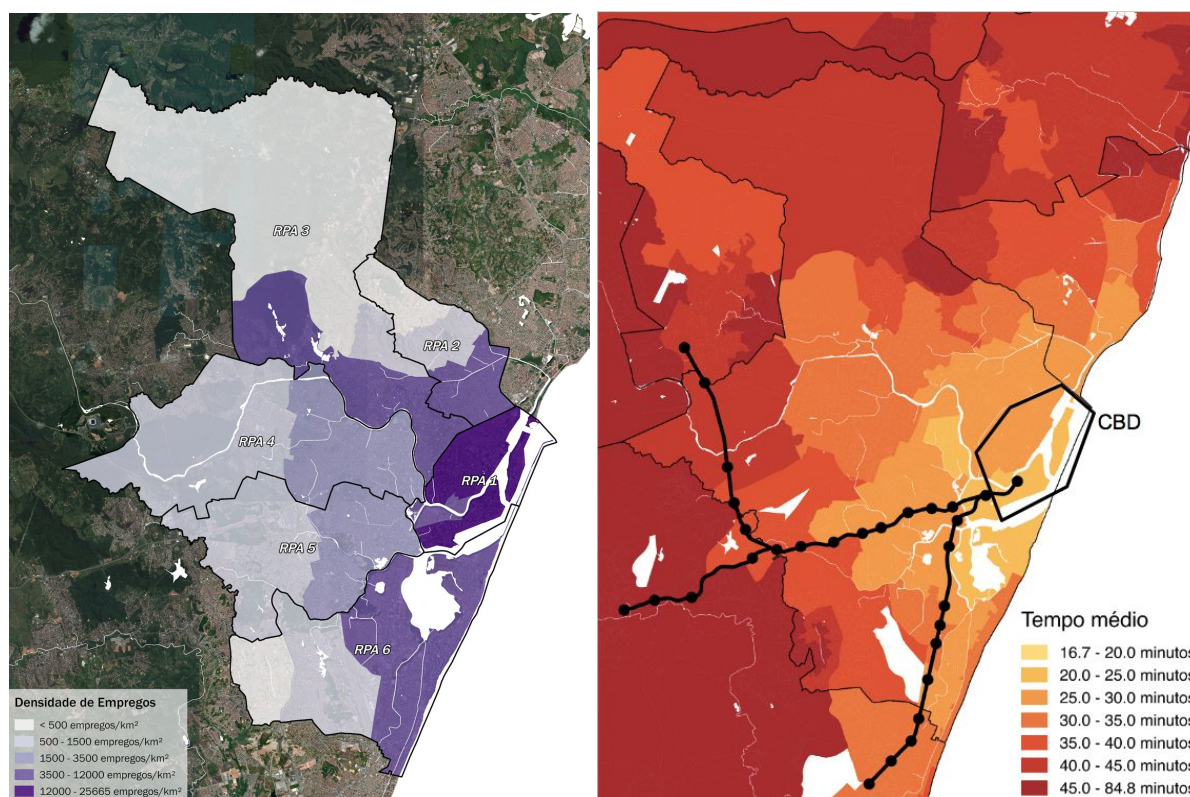 RPA 3
RPA 2
RPA 4
RPA 1
RPA 5
RPA 6
Densidade de Empregos
< 500 empregos/km²
500 - 1500 empregos/km²
1500 - 3500 empregos/km²
3500 - 12000 empregos/km²
12000 - 25665 empregos/km²
CBD
Tempo médio
16.7 - 20.0 minutos
20.0 - 25.0 minutos
25.0 - 30.0 minutos
30.0 - 35.0 minutos
35.0 - 40.0 minutos
40.0 - 45.0 minutos
45.0 - 84.8 minutos